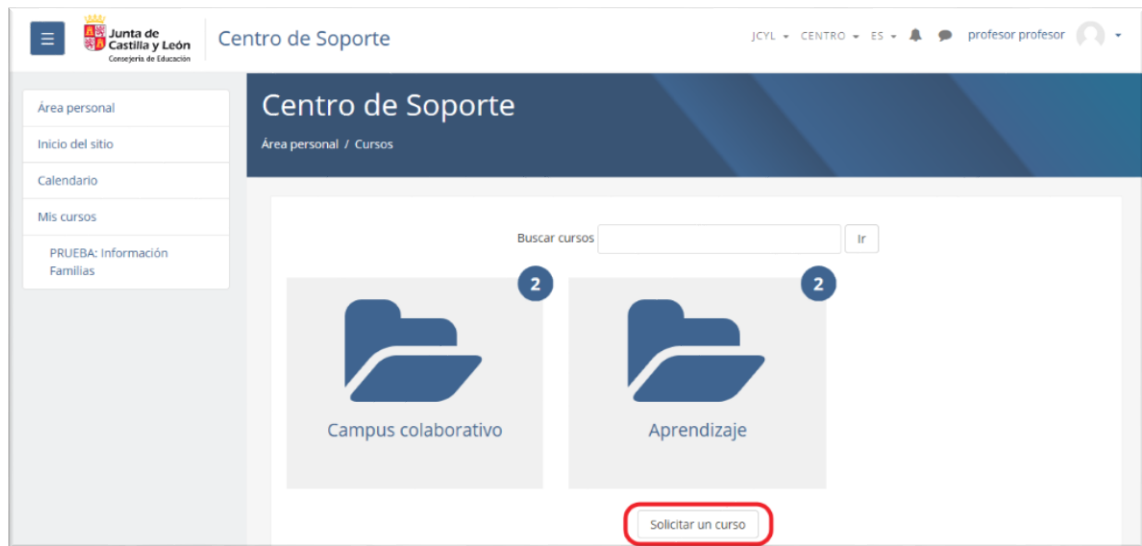 Junta de
Castilla y León
Consejería de Educación
Centro de Soporte
JCYL CENTRO ES profesor profesor
Área personal
Inicio del sitio
Calendario
Mis cursos
PRUEBA: Información
Familias
Centro de Soporte
Área personal / Cursos
Buscar cursos Ir
2 2
Campus colaborativo Aprendizaje
Solicitar un curso